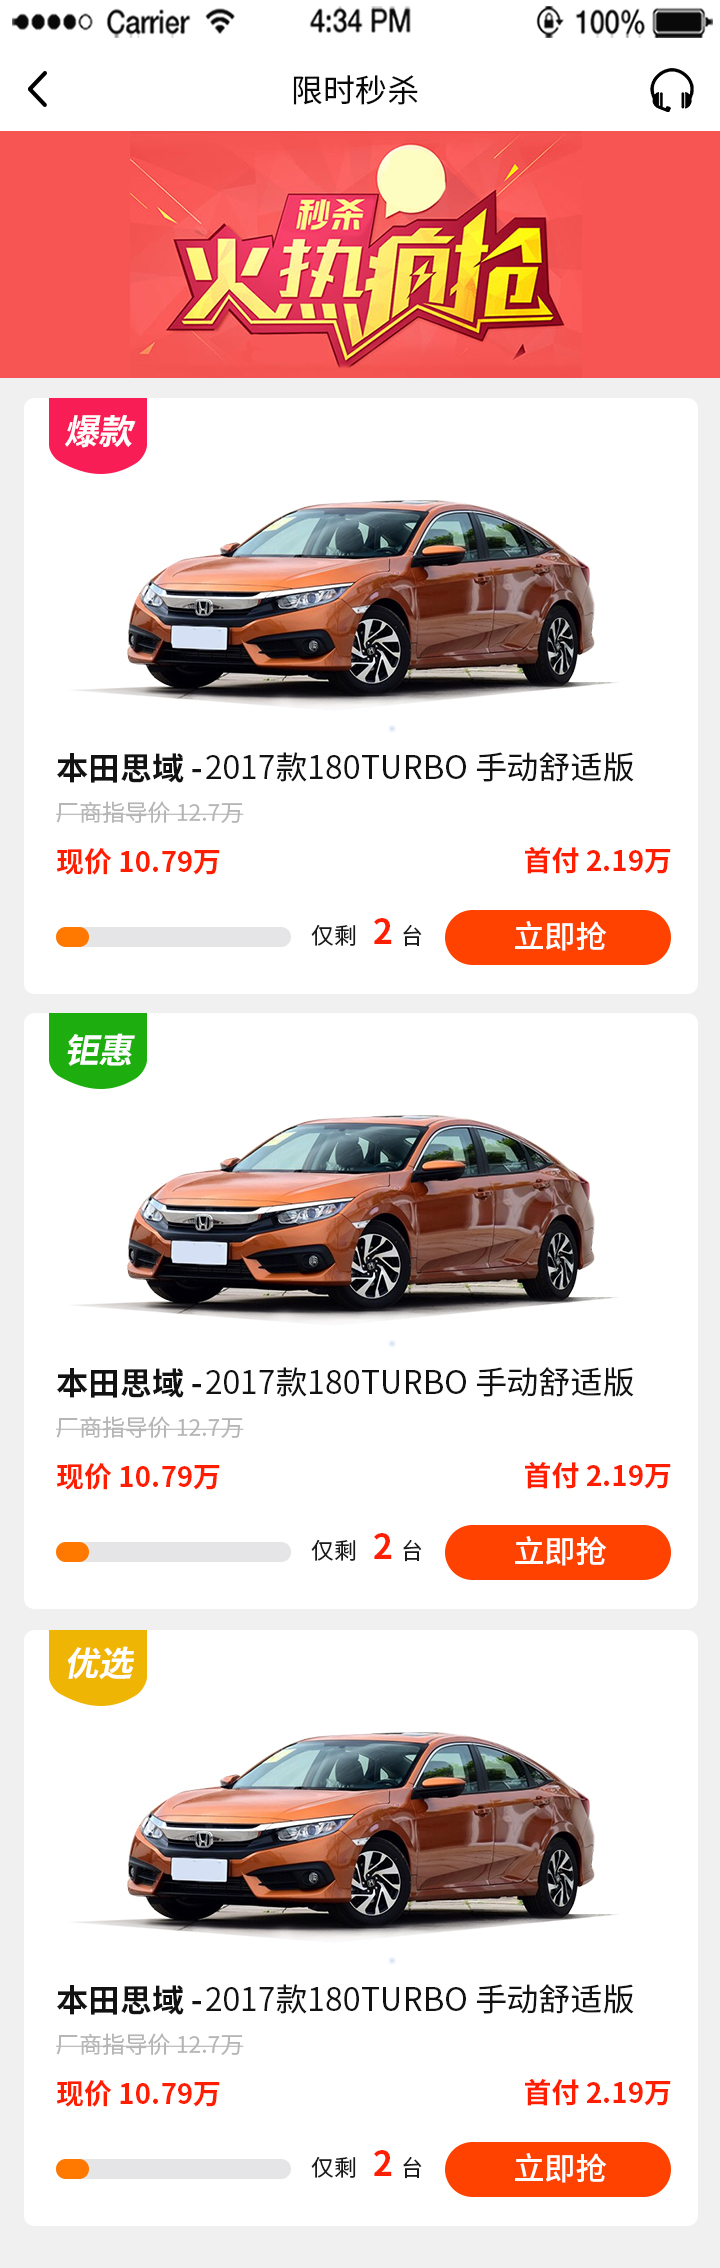 Carrier 4:34 PM 100%
限时秒杀
秒杀
火热疯抢
爆款
本田思域 -2017款180TURBO 手动舒适版
厂商指导价 12.7万
现价 10.79万 首付 2.19万
仅剩 2 台 立即抢
钜惠
本田思域 -2017款180TURBO 手动舒适版
厂商指导价 12.7万
现价 10.79万 首付 2.19万
仅剩 2 台 立即抢
优选
本田思域 -2017款180TURBO 手动舒适版
厂商指导价 12.7万
现价 10.79万 首付 2.19万
仅剩 2 台 立即抢